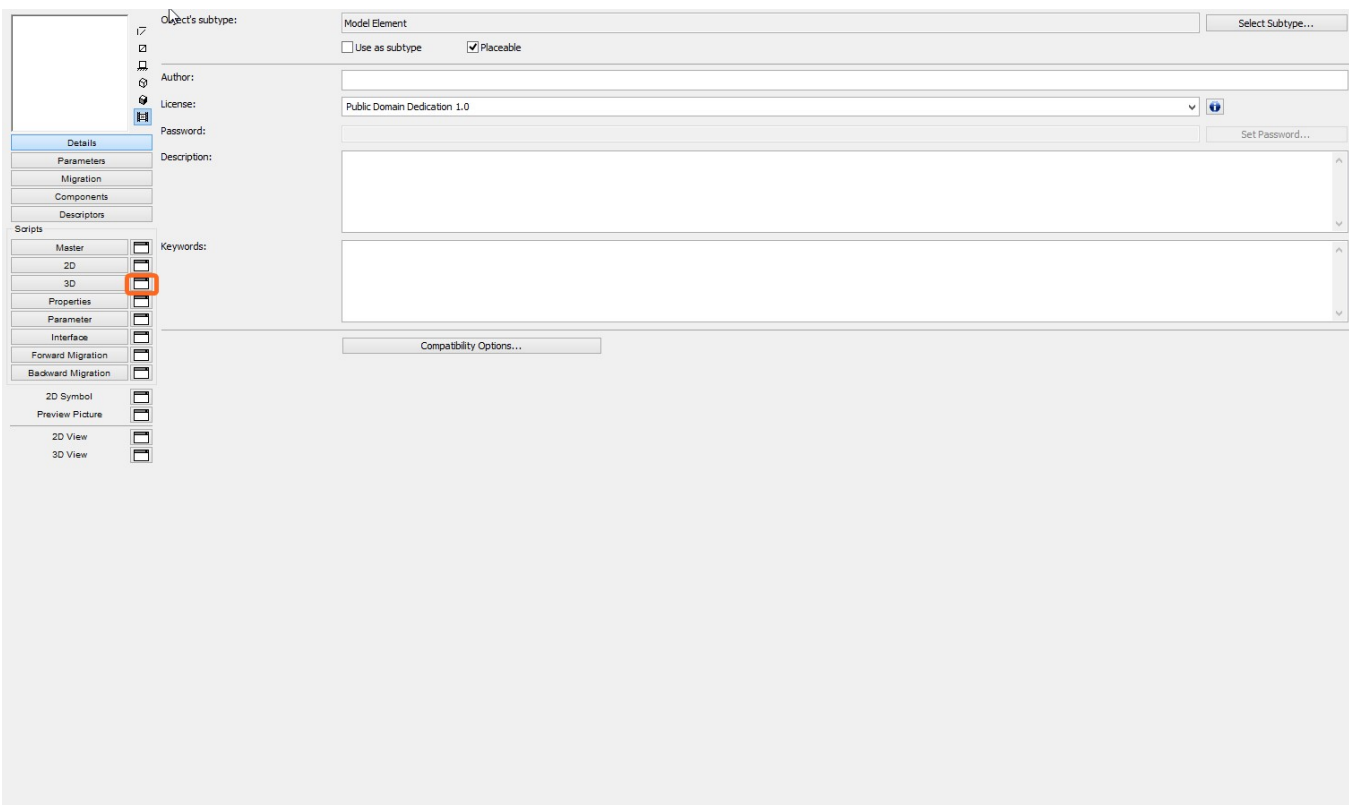 Object's subtype:
Model Element
Select Subtype...
Use as subtype
Placeable
Author:
License:
Public Domain Dedication 1.0
Password:
Set Password...
Description:
Details
Parameters
Migration
Components
Descriptors
Scripts
Master
Keywords:
2D
3D
Properties
Parameter
Interface
Compatibility Options...
Forward Migration
Backward Migration
2D Symbol
Preview Picture
2D View
3D View